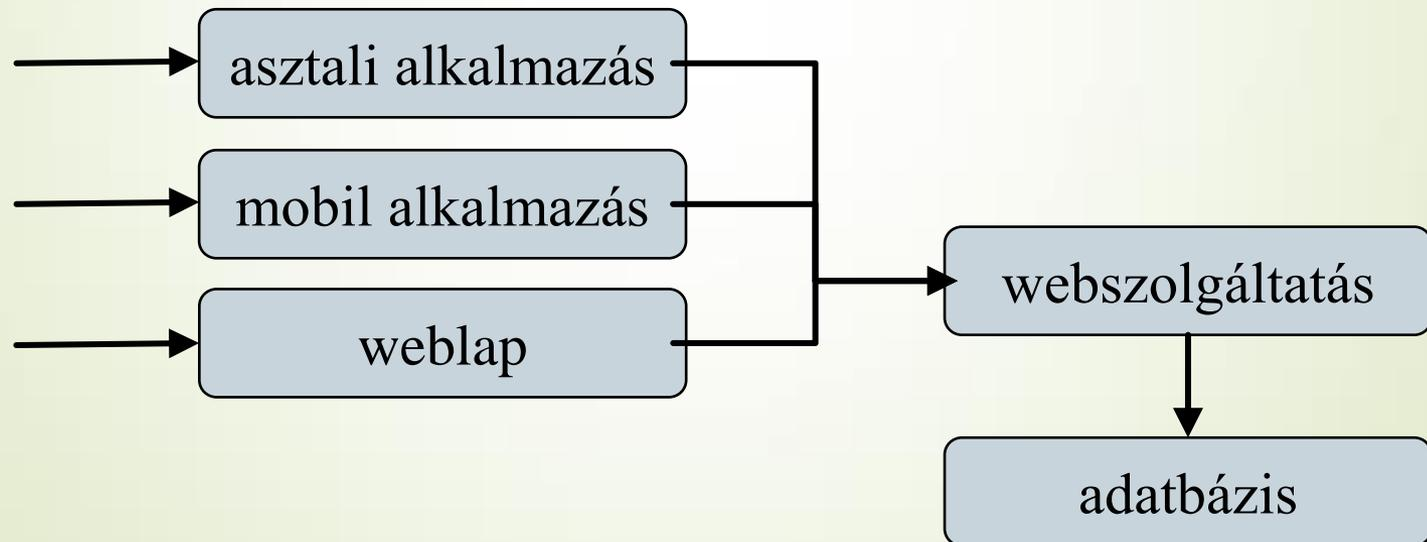 asztali alkalmazás
mobil alkalmazás
weblap
webszolgáltatás
adatbázis